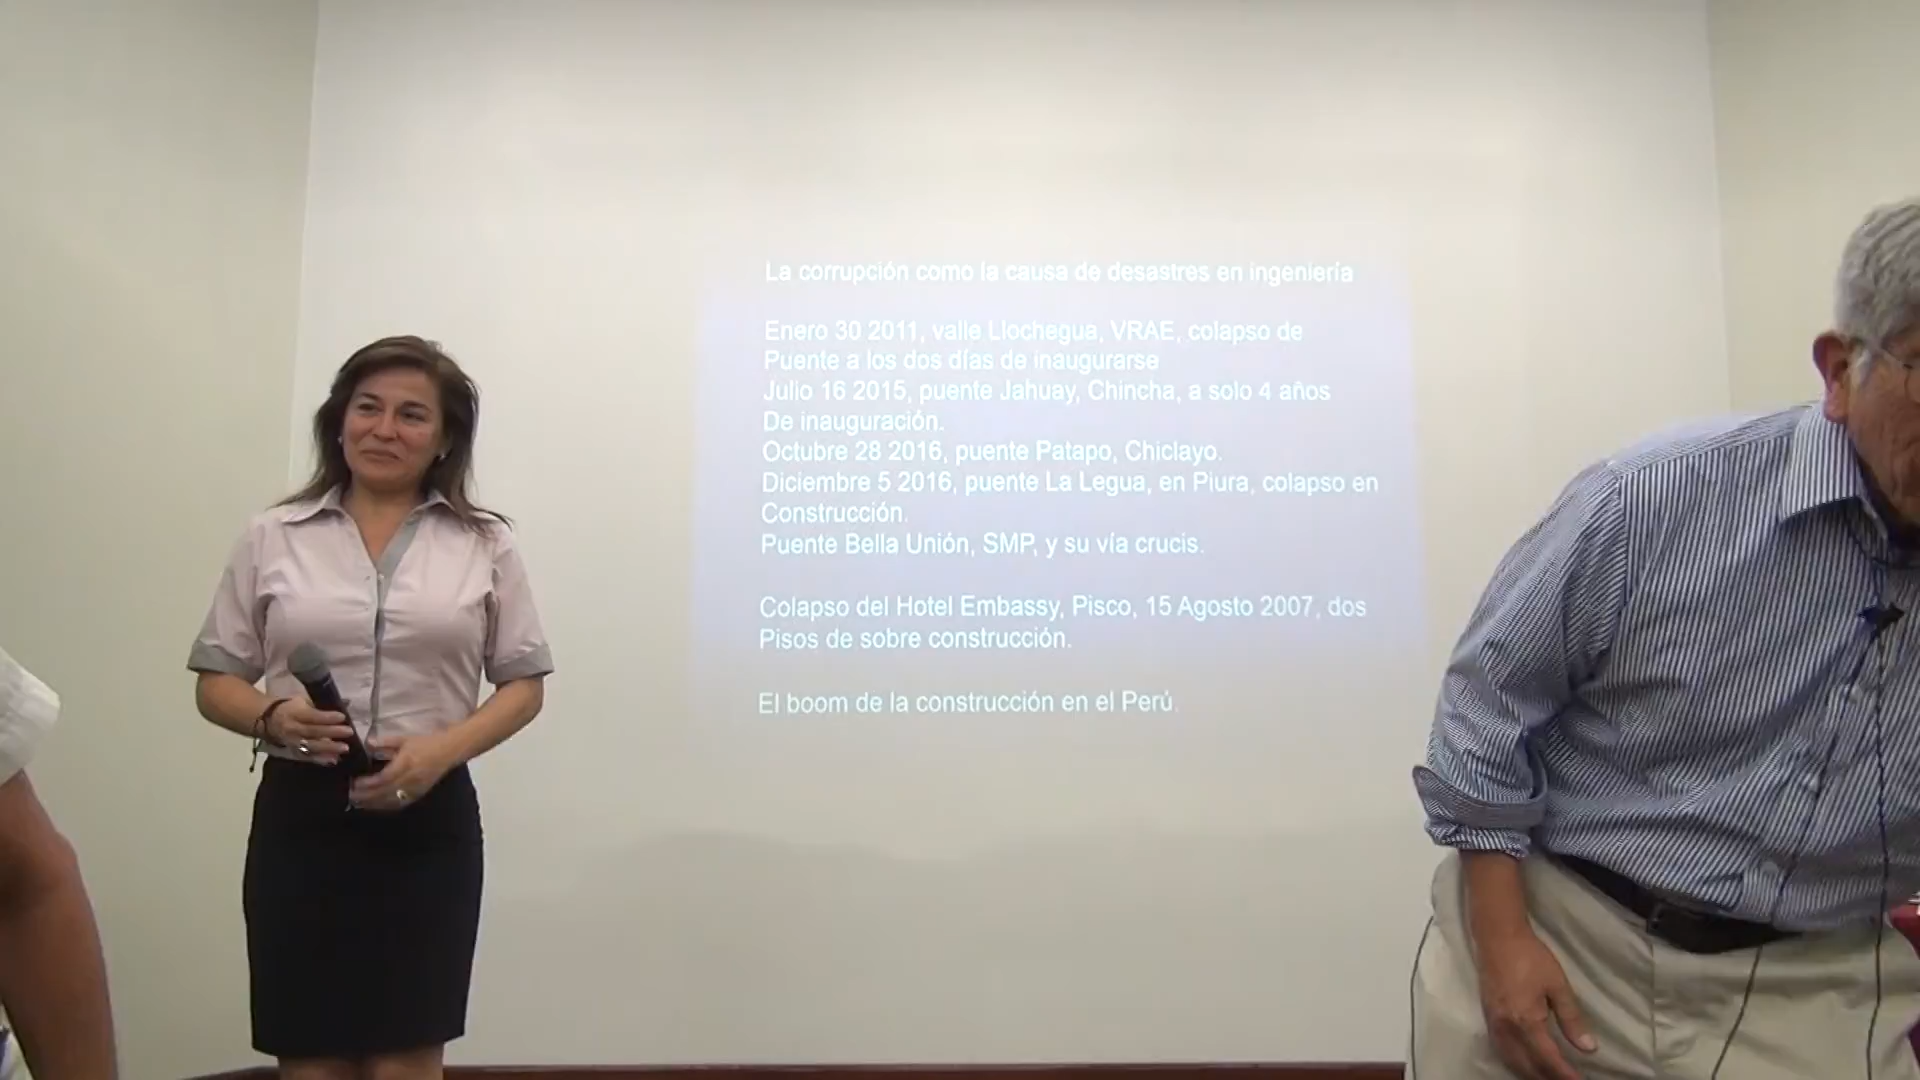 La corrupción como la causa de desastres en ingeniería
Enero 30 2011, valle Llochegua, VRAE, colapso de
Puente a los dos días de inaugurarse
Julio 16 2015, puente Jahuay, Chincha, a solo 4 años
De inauguración.
Octubre 28 2016, puente Patapo, Chiclayo.
Diciembre 5 2016, puente La Legua, en Piura, colapso en
Construcción.
Puente Bella Unión, SMP, y su vía crucis.
Colapso del Hotel Embassy, Pisco, 15 Agosto 2007, dos
Pisos de sobre construcción.
El boom de la construcción en el Perú.